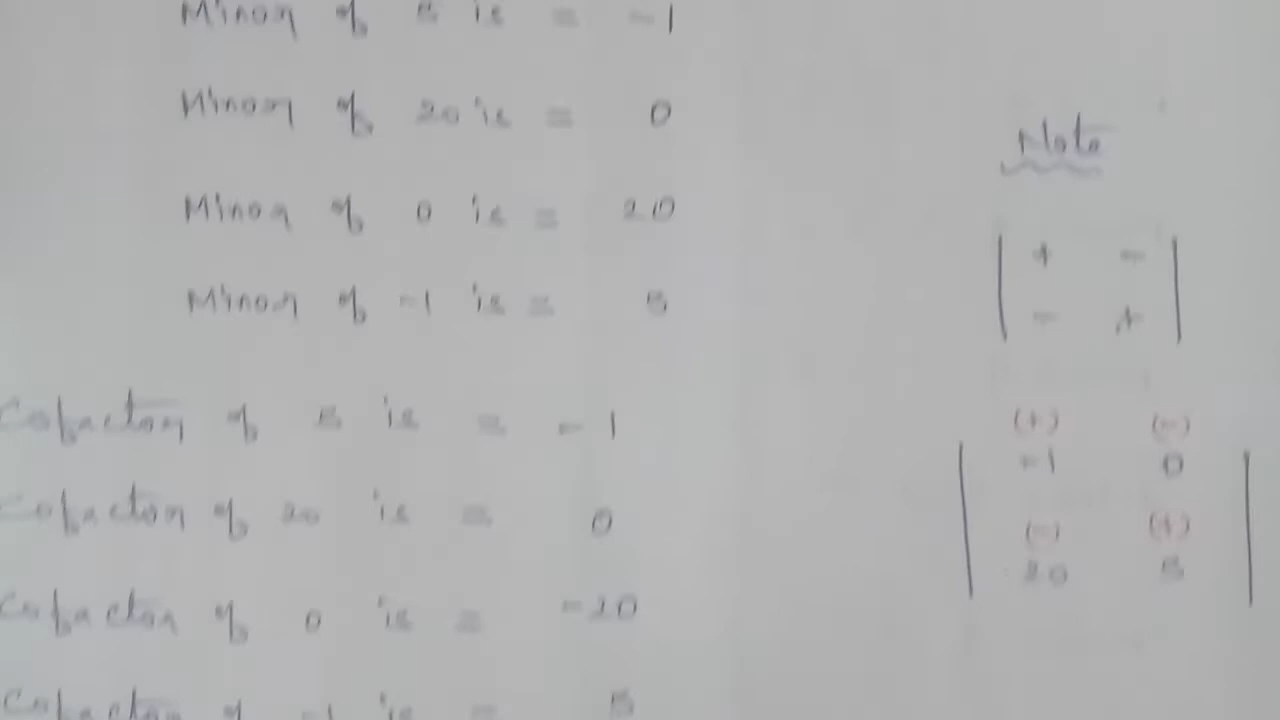 Minor of 5 is = -1
Minor of 20 is = 0
Minor of 0 is = 20
Minor of -1 is = 5
Cofactor of 5 is = -1
Cofactor of 20 is = 0
Cofactor of 0 is = -20
Cofactor of -1 is = 5
Note
+ -
- +
(+) (-)
-1 0
(-) (+)
20 5